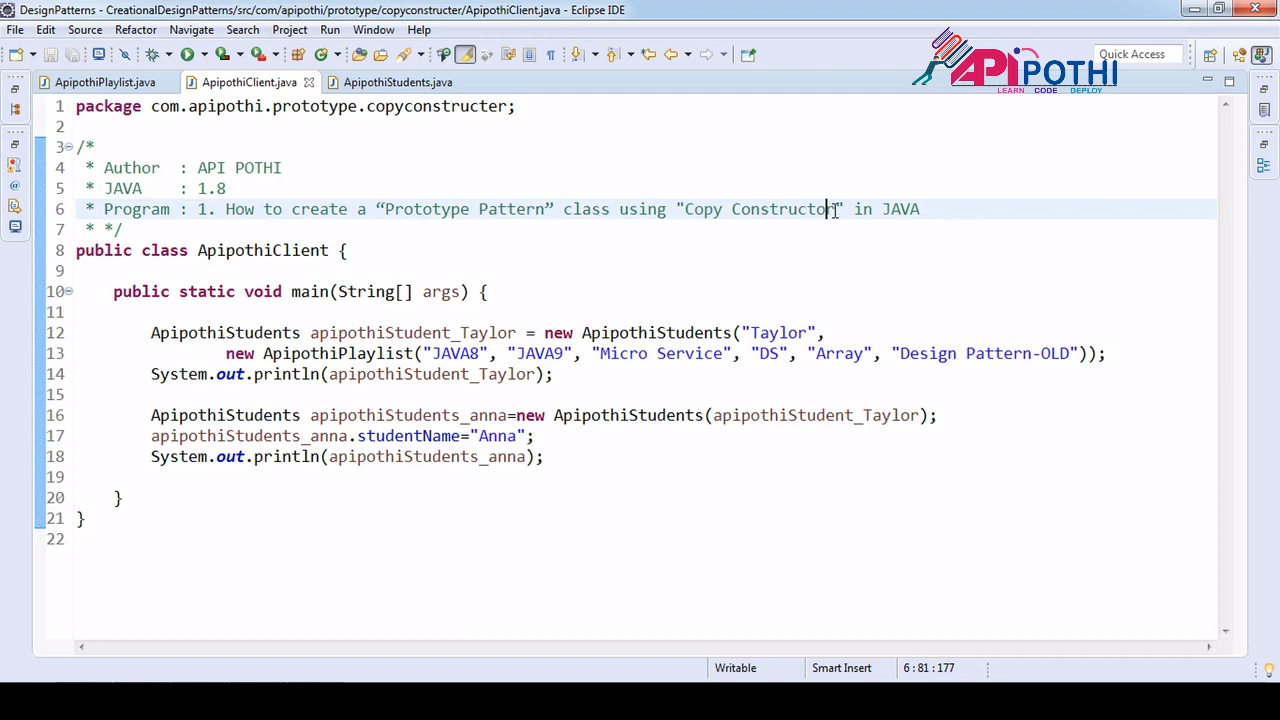 DesignPatterns - CreationalDesignPatterns/src/com/apipothi/prototype/copyconstructer/ApipothiClient.java - Eclipse IDE
File Edit Source Refactor Navigate Search Project Run Window Help
Quick Access
API POTHI
LEARN CODE DEPLOY
ApipothiPlaylist.java ApipothiClient.java ApipothiStudents.java
1 package com.apipothi.prototype.copyconstructer;
2
3 /*
4 * Author : API POTHI
5 * JAVA : 1.8
6 * Program : 1. How to create a “Prototype Pattern” class using "Copy Constructor" in JAVA
7 * */
8 public class ApipothiClient {
9
10 public static void main(String[] args) {
11
12 ApipothiStudents apipothiStudent_Taylor = new ApipothiStudents("Taylor",
13 new ApipothiPlaylist("JAVA8", "JAVA9", "Micro Service", "DS", "Array", "Design Pattern-OLD"));
14 System.out.println(apipothiStudent_Taylor);
15
16 ApipothiStudents apipothiStudents_anna=new ApipothiStudents(apipothiStudent_Taylor);
17 apipothiStudents_anna.studentName="Anna";
18 System.out.println(apipothiStudents_anna);
19
20 }
21 }
22
Writable Smart Insert 6 : 81 : 177